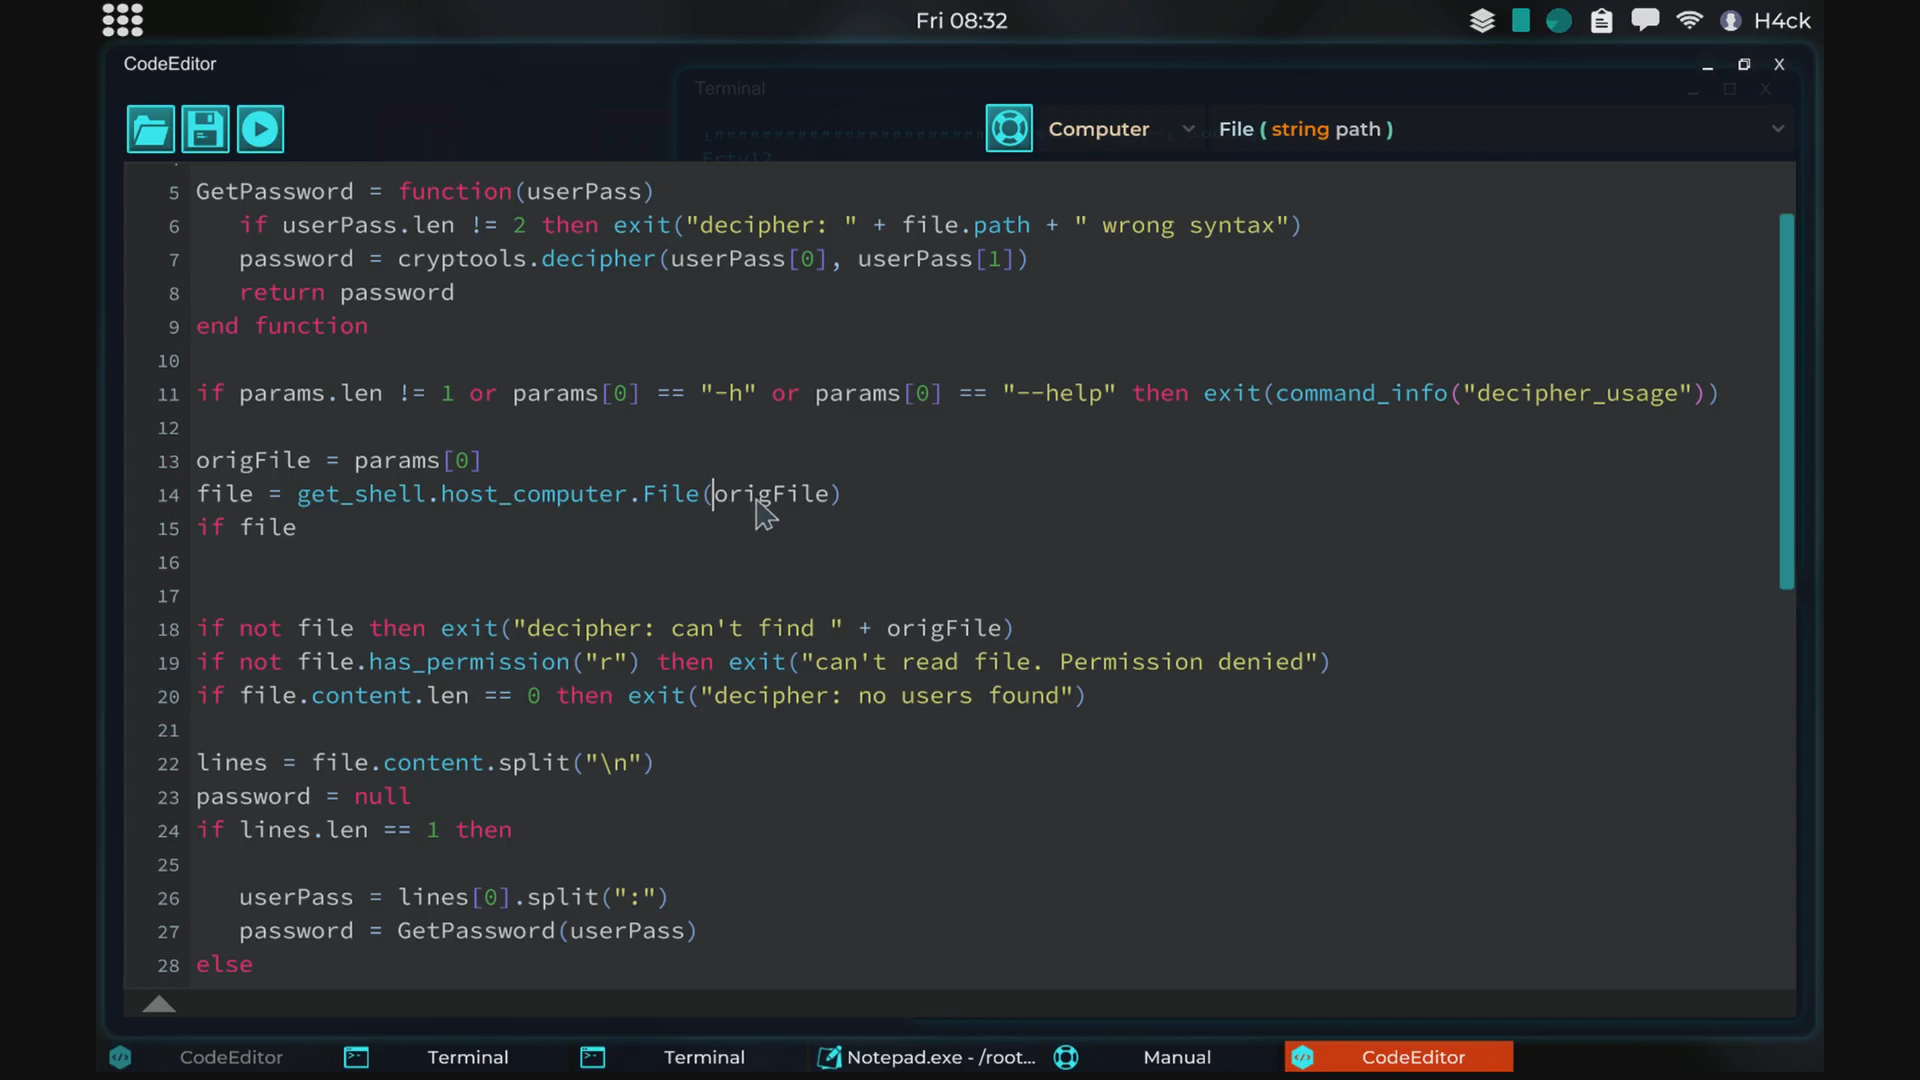 Fri 08:32
H4ck
CodeEditor
Terminal
Computer
File ( string path )
5 GetPassword = function(userPass)
6 if userPass.len != 2 then exit("decipher: " + file.path + " wrong syntax")
7 password = cryptools.decipher(userPass[0], userPass[1])
8 return password
9 end function
10
11 if params.len != 1 or params[0] == "-h" or params[0] == "--help" then exit(command_info("decipher_usage"))
12
13 origFile = params[0]
14 file = get_shell.host_computer.File(origFile)
15 if file
16
17
18 if not file then exit("decipher: can't find " + origFile)
19 if not file.has_permission("r") then exit("can't read file. Permission denied")
20 if file.content.len == 0 then exit("decipher: no users found")
21
22 lines = file.content.split("\n")
23 password = null
24 if lines.len == 1 then
25
26 userPass = lines[0].split(":")
27 password = GetPassword(userPass)
28 else
CodeEditor
Terminal
Terminal
Notepad.exe - /root...
Manual
CodeEditor